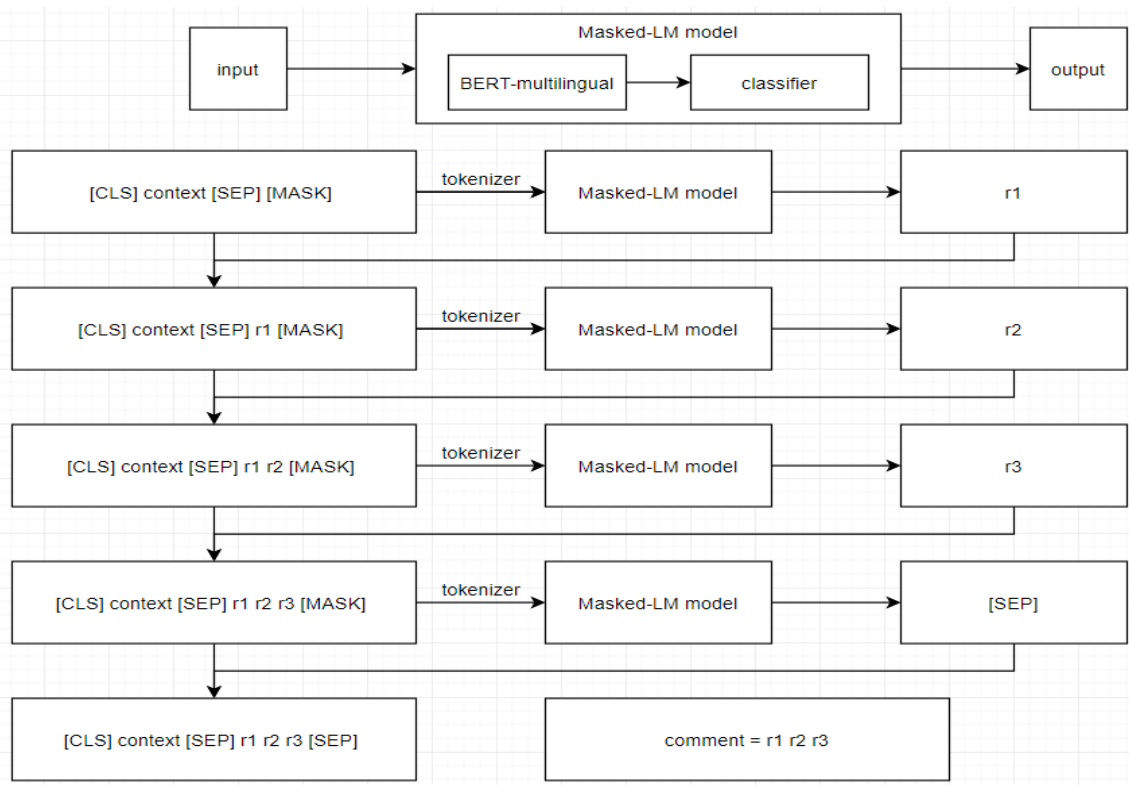 Masked-LM model
input
BERT-multilingual
classifier
output
[CLS] context [SEP] [MASK]
tokenizer
Masked-LM model
r1
[CLS] context [SEP] r1 [MASK]
tokenizer
Masked-LM model
r2
[CLS] context [SEP] r1 r2 [MASK]
tokenizer
Masked-LM model
r3
[CLS] context [SEP] r1 r2 r3 [MASK]
tokenizer
Masked-LM model
[SEP]
[CLS] context [SEP] r1 r2 r3 [SEP]
comment = r1 r2 r3